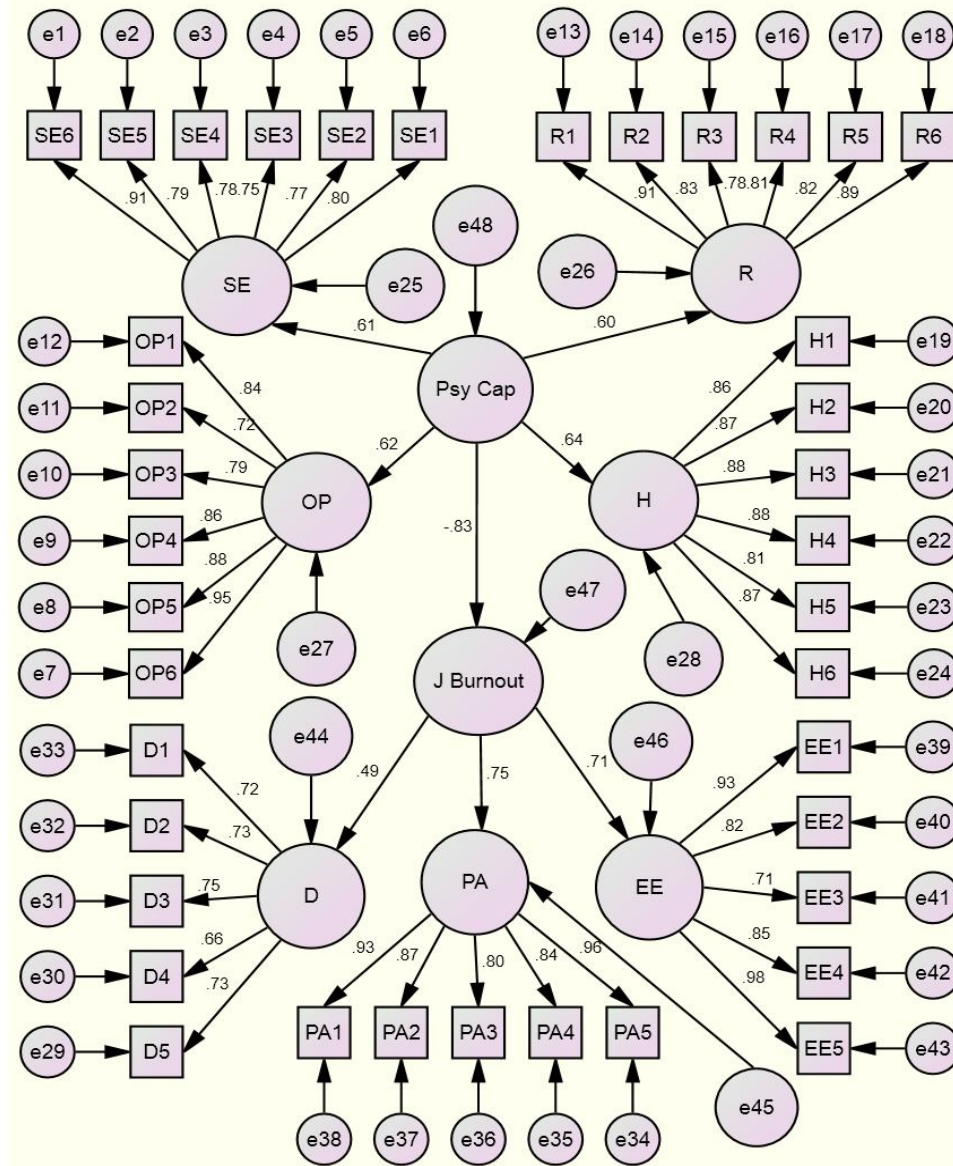 e1 e2 e3 e4 e5 e6 e13 e14 e15 e16 e17 e18
SE6 SE5 SE4 SE3 SE2 SE1 R1 R2 R3 R4 R5 R6
.91 .79 .78 .75 .77 .80 .91 .83 .78 .81 .82 .89
e48
SE e25 e26 R
.61 .60
e12 OP1 H1 e19
.84 Psy Cap .86
e11 OP2 H2 e20
.72 .62 .64 .87
e10 OP3 H3 e21
.79 .88
OP H
e9 OP4 .86 -.83 .88 H4 e22
.88 .81
e8 OP5 e47 H5 e23
.95 .87
e27 e28
e7 OP6 J Burnout H6 e24
e44 e46
e33 D1 EE1 e39
.72 .49 .75 .71 .93
e32 D2 .73 .82 EE2 e40
e31 D3 .75 D PA EE .71 EE3 e41
.66 .93 .87 .80 .84 .96 .85
e30 D4 EE4 e42
.73 .98
e29 D5 PA1 PA2 PA3 PA4 PA5 EE5 e43
e45
e38 e37 e36 e35 e34